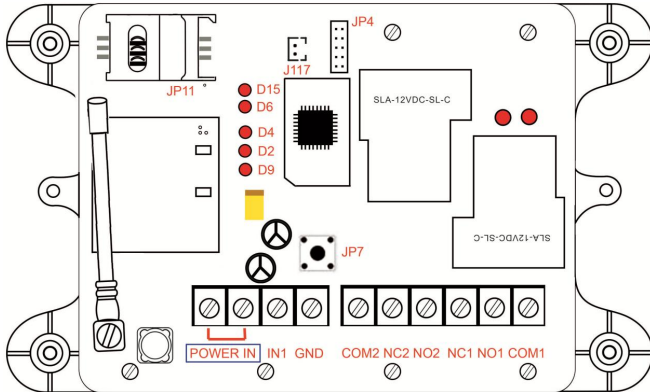 JP4
J117
JP11
D15
D6
D4
D2
D9
SLA-12VDC-SL-C
SLA-12VDC-SL-C
JP7
POWER IN IN1 GND COM2 NC2 NO2 NC1 NO1 COM1